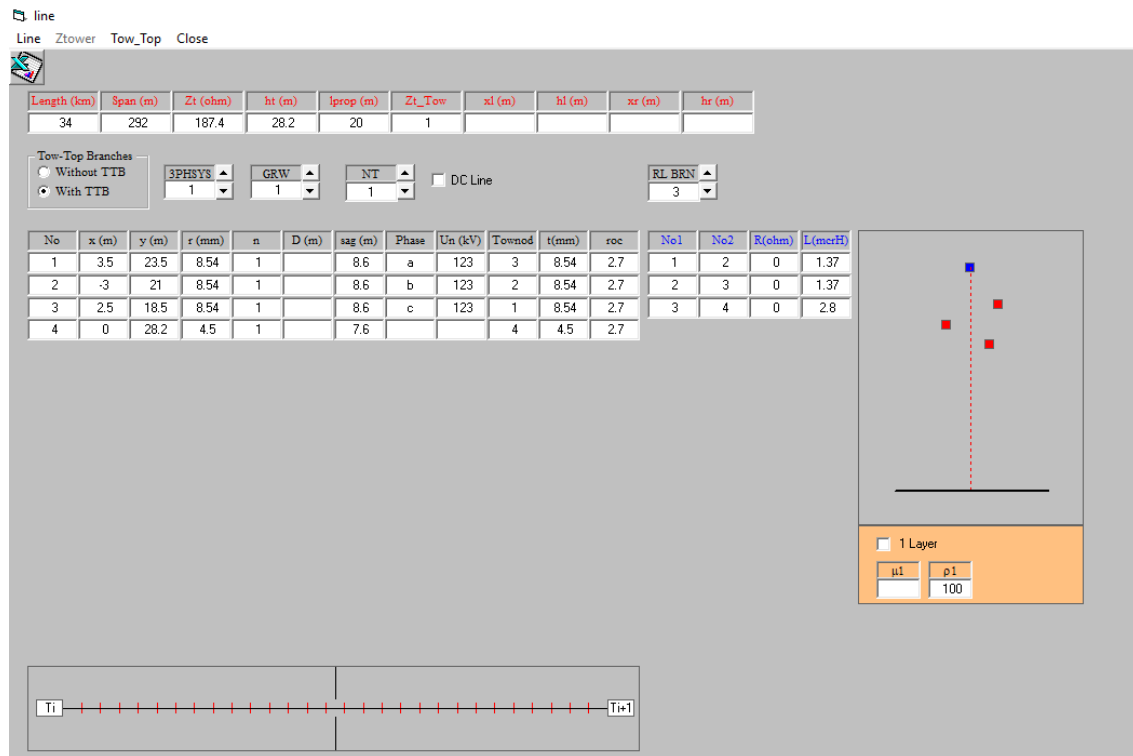 line
Line Ztower Tow_Top Close
Length (km) Span (m) Zt (ohm) ht (m) lprop (m) Zt_Tow xl (m) hl (m) xr (m) hr (m)
34 292 187.4 28.2 20 1
Tow-Top Branches
Without TTB
With TTB
3PHSYS
1
GRW
1
NT
1
DC Line
RL BRN
3
No x (m) y (m) r (mm) n D (m) sag (m) Phase Un (kV) Townod t(mm) roc No1 No2 R(ohm) L(mcrH)
1 3.5 23.5 8.54 1 8.6 a 123 3 8.54 2.7 1 2 0 1.37
2 -3 21 8.54 1 8.6 b 123 2 8.54 2.7 2 3 0 1.37
3 2.5 18.5 8.54 1 8.6 c 123 1 8.54 2.7 3 4 0 2.8
4 0 28.2 4.5 1 7.6 4 4.5 2.7
1 Layer
µ1 ρ1
100
Ti Ti+1